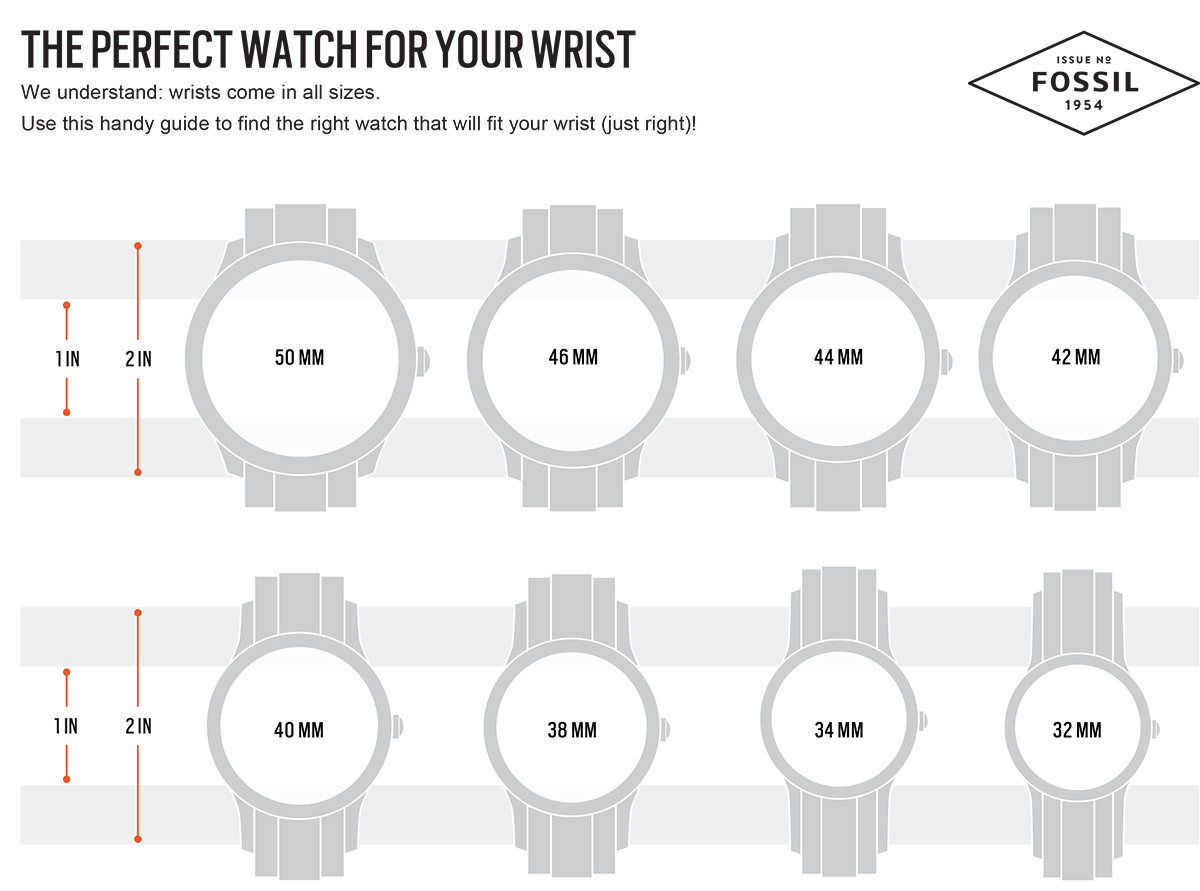 THE PERFECT WATCH FOR YOUR WRIST
We understand: wrists come in all sizes.
Use this handy guide to find the right watch that will fit your wrist (just right)!
ISSUE Nº
FOSSIL
1954
1 IN
2 IN
50 MM
46 MM
44 MM
42 MM
1 IN
2 IN
40 MM
38 MM
34 MM
32 MM